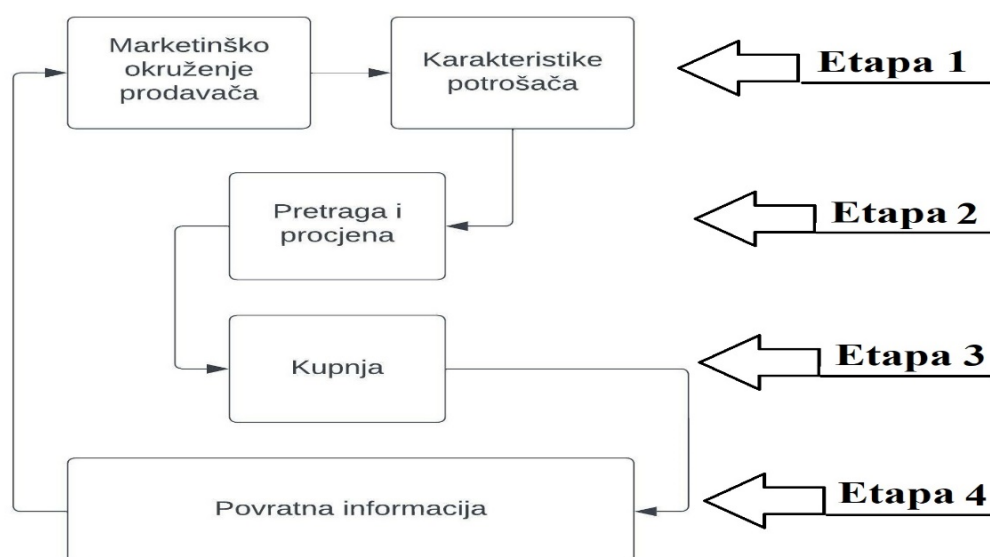 Marketinško
okruženje
prodavača
Karakteristike
potrošača
Etapa 1
Pretraga i
procjena
Etapa 2
Kupnja
Etapa 3
Povratna informacija
Etapa 4